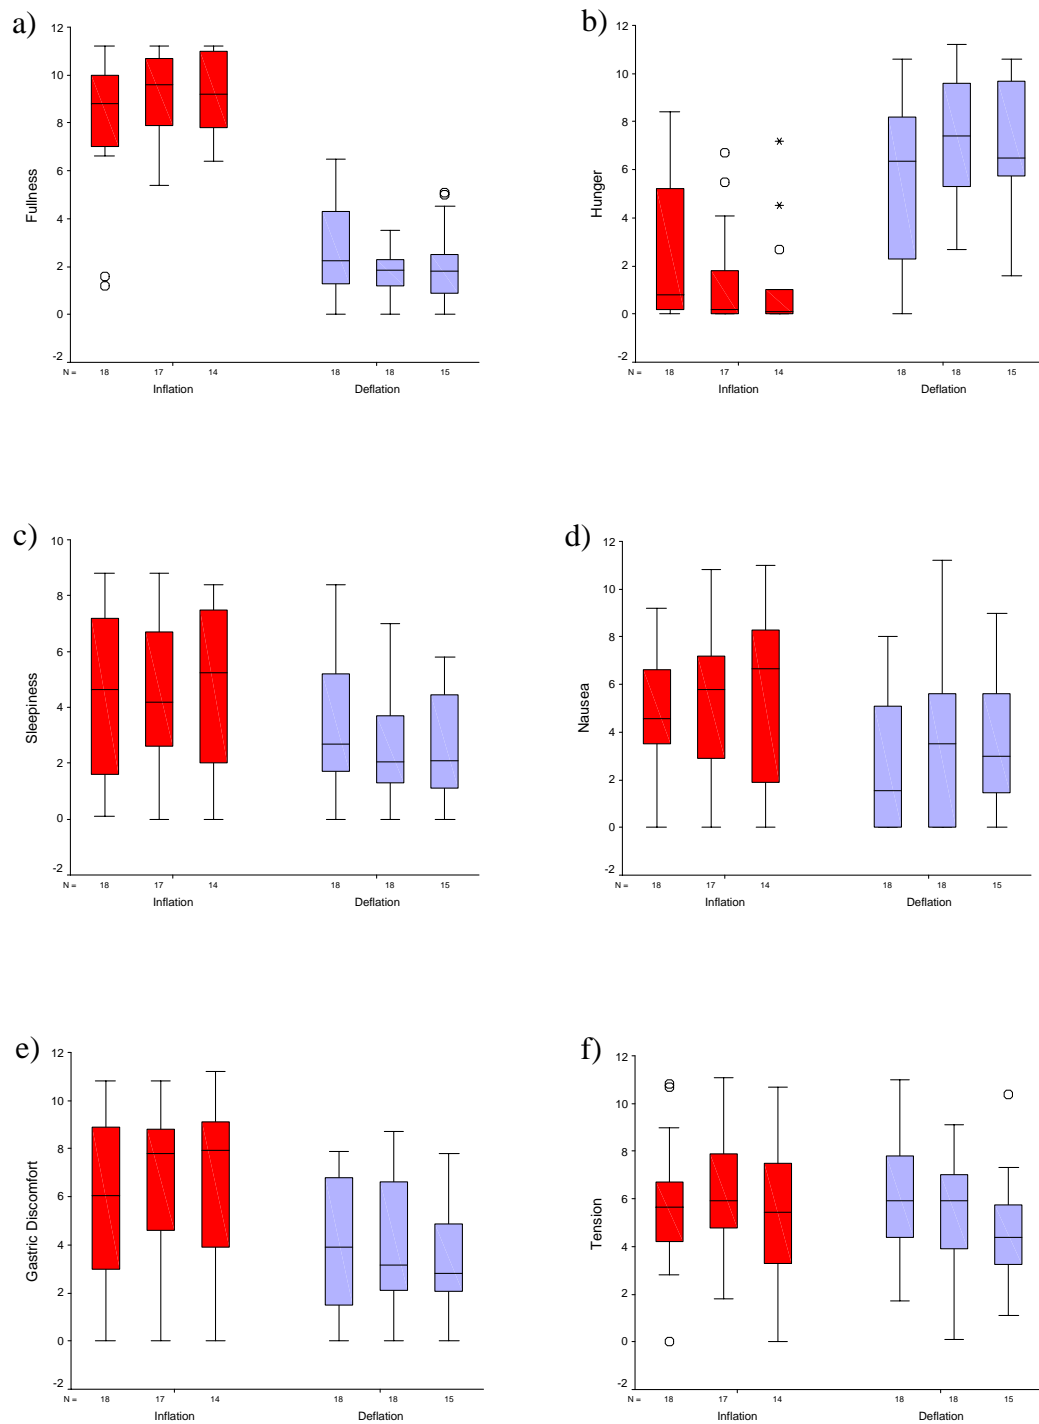 a)
12
10
8
6
4
2
0
-2
Fullness
N = 18 17 14 18 18 15
Inflation Deflation
b)
12
10
8
6
4
2
0
-2
Hunger
N = 18 17 14 18 18 15
Inflation Deflation
c)
10
8
6
4
2
0
-2
Sleepiness
N = 18 17 14 18 18 15
Inflation Deflation
d)
12
10
8
6
4
2
0
-2
Nausea
N = 18 17 14 18 18 15
Inflation Deflation
e)
12
10
8
6
4
2
0
-2
Gastric Discomfort
N = 18 17 14 18 18 15
Inflation Deflation
f)
12
10
8
6
4
2
0
-2
Tension
N = 18 17 14 18 18 15
Inflation Deflation